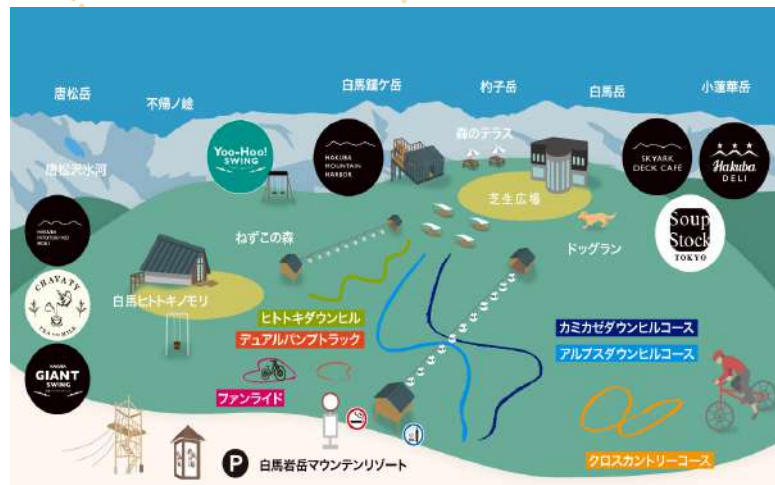 唐松岳
不帰ノ嶮
白馬鑓ケ岳
杓子岳
白馬岳
小蓮華岳
唐松沢氷河
Yoo-Hoo!
SWING
HAKUBA
MOUNTAIN
HARBOR
森のテラス
SKYARK
DECK CAFE
Hakuba
DELI
芝生広場
Soup
Stock
TOKYO
ねずこの森
ドッグラン
CHAVATY
TEA and MILK
白馬ヒトトキノモリ
ヒトトキダウンヒル
デュアルパンプトラック
カミカゼダウンヒルコース
アルプスダウンヒルコース
HAKUBA
GIANT
SWING
ファンライド
P 白馬岩岳マウンテンリゾート
クロスカントリーコース